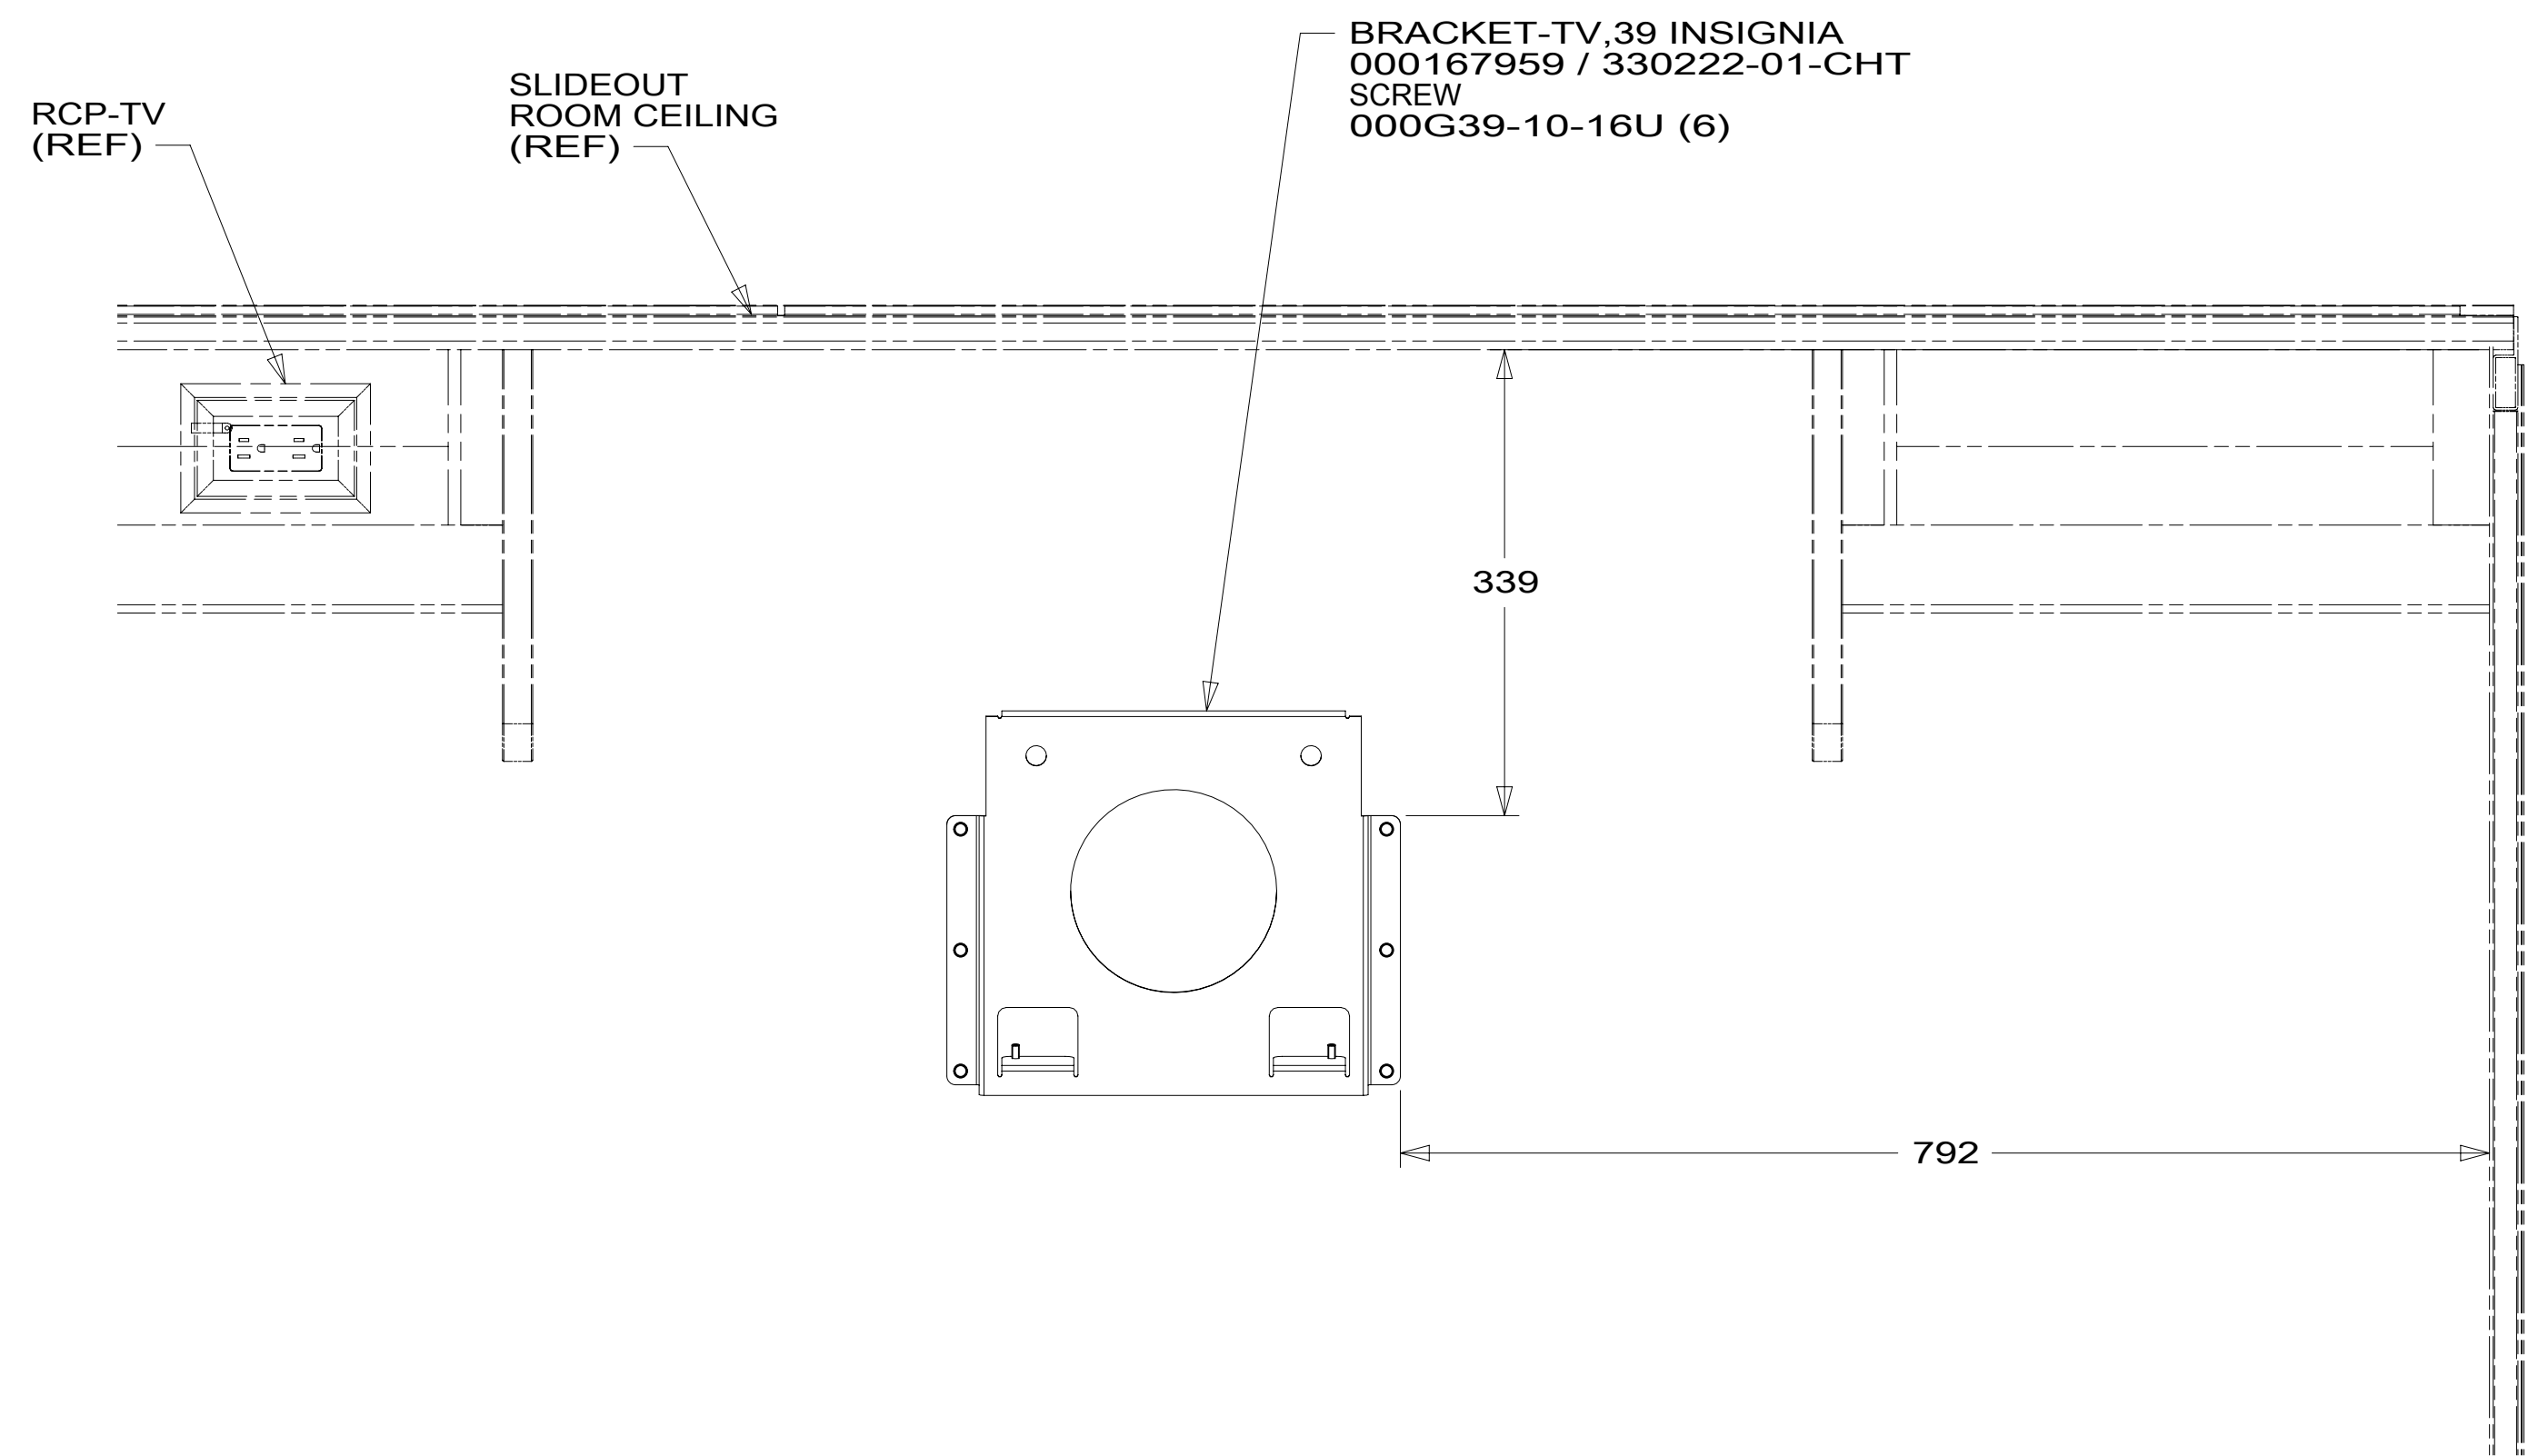 BRACKET-TV,39 INSIGNIA
000167959 / 330222-01-CHT
SCREW
000G39-10-16U (6)
SLIDEOUT
ROOM CEILING
(REF)
RCP-TV
(REF)
339
792